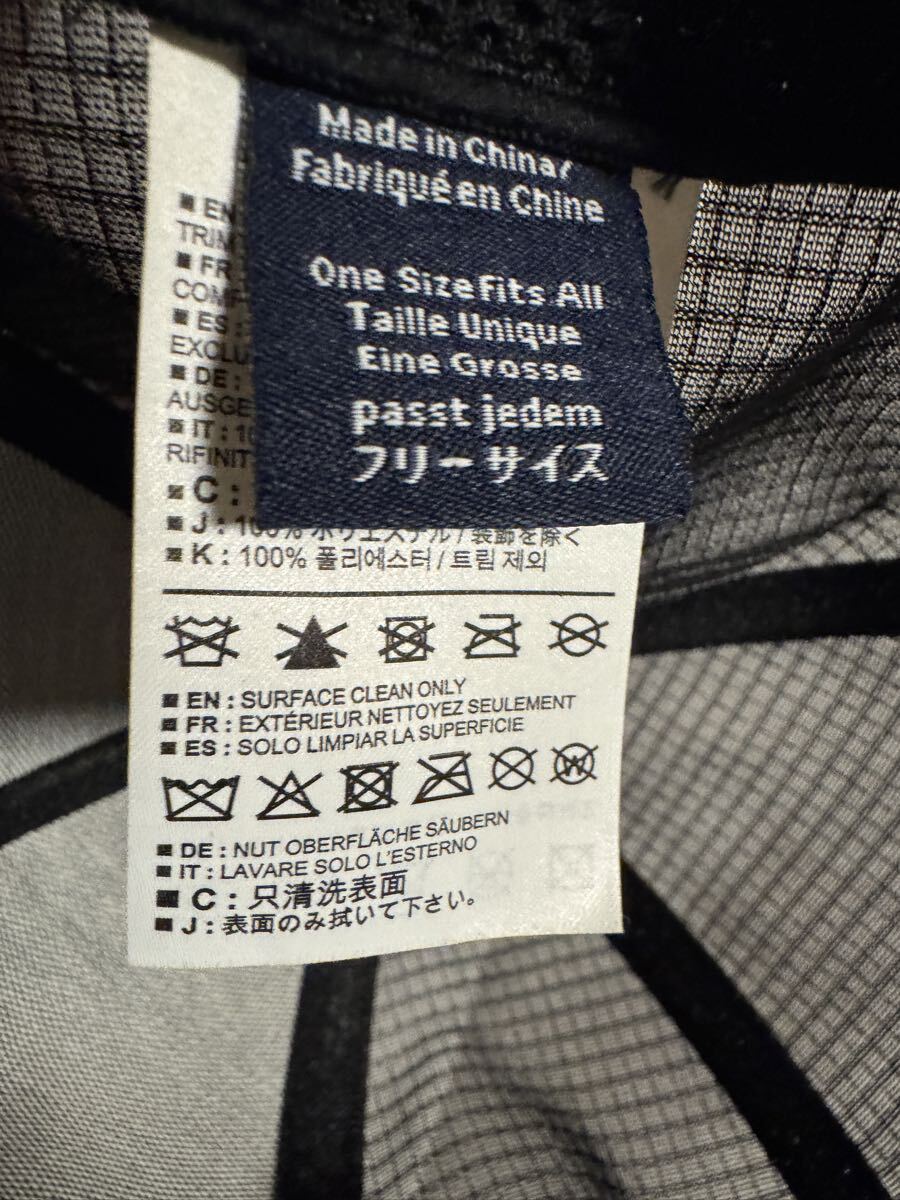 Made in China/
Fabriqué en Chine
One Size Fits All
Taille Unique
Eine Grosse
passt jedem
フリーサイズ
■ EN
TRIM
■ FR
COMP
■ ES:
EXCLU
■ DE:
AUSGE
■ IT: 10
RIFINIT
■ C:
■ J: 100% ポリエステル / 装飾を除く
■ K: 100% 폴리에스터 / 트림 제외
■ EN : SURFACE CLEAN ONLY
■ FR : EXTÉRIEUR NETTOYEZ SEULEMENT
■ ES : SOLO LIMPIAR LA SUPERFICIE
W
■ DE : NUT OBERFLÄCHE SÄUBERN
■ IT : LAVARE SOLO L'ESTERNO
■ C : 只清洗表面
■ J : 表面のみ拭いて下さい。